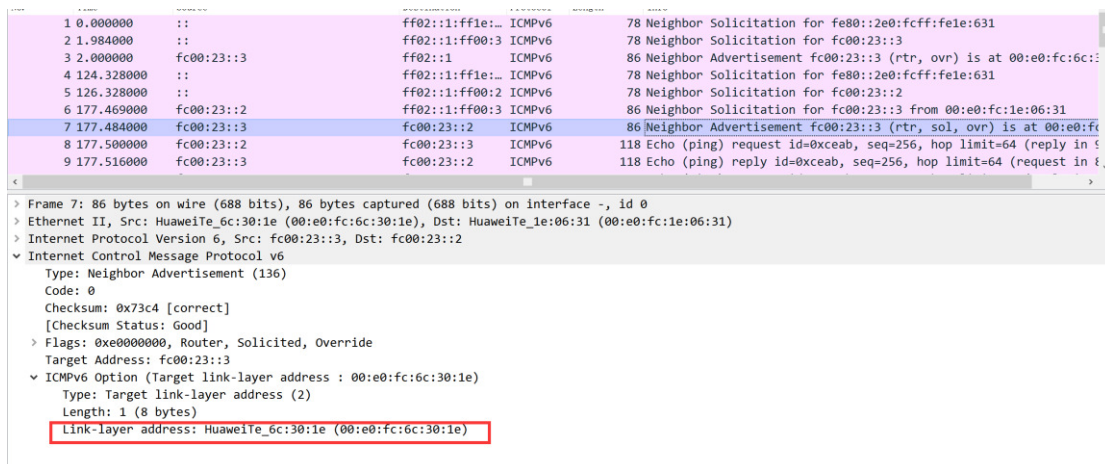 1 0.000000 :: ff02::1:ff1e:… ICMPv6 78 Neighbor Solicitation for fe80::2e0:fcff:fe1e:631
2 1.984000 :: ff02::1:ff00:3 ICMPv6 78 Neighbor Solicitation for fc00:23::3
3 2.000000 fc00:23::3 ff02::1 ICMPv6 86 Neighbor Advertisement fc00:23::3 (rtr, ovr) is at 00:e0:fc:6c:3
4 124.328000 :: ff02::1:ff1e:… ICMPv6 78 Neighbor Solicitation for fe80::2e0:fcff:fe1e:631
5 126.328000 :: ff02::1:ff00:2 ICMPv6 78 Neighbor Solicitation for fc00:23::2
6 177.469000 fc00:23::2 ff02::1:ff00:3 ICMPv6 86 Neighbor Solicitation for fc00:23::3 from 00:e0:fc:1e:06:31
7 177.484000 fc00:23::3 fc00:23::2 ICMPv6 86 Neighbor Advertisement fc00:23::3 (rtr, sol, ovr) is at 00:e0:fc
8 177.500000 fc00:23::2 fc00:23::3 ICMPv6 118 Echo (ping) request id=0xceab, seq=256, hop limit=64 (reply in 9
9 177.516000 fc00:23::3 fc00:23::2 ICMPv6 118 Echo (ping) reply id=0xceab, seq=256, hop limit=64 (request in 8
Frame 7: 86 bytes on wire (688 bits), 86 bytes captured (688 bits) on interface -, id 0
Ethernet II, Src: HuaweiTe_6c:30:1e (00:e0:fc:6c:30:1e), Dst: HuaweiTe_1e:06:31 (00:e0:fc:1e:06:31)
Internet Protocol Version 6, Src: fc00:23::3, Dst: fc00:23::2
Internet Control Message Protocol v6
Type: Neighbor Advertisement (136)
Code: 0
Checksum: 0x73c4 [correct]
[Checksum Status: Good]
Flags: 0xe0000000, Router, Solicited, Override
Target Address: fc00:23::3
ICMPv6 Option (Target link-layer address : 00:e0:fc:6c:30:1e)
Type: Target link-layer address (2)
Length: 1 (8 bytes)
Link-layer address: HuaweiTe_6c:30:1e (00:e0:fc:6c:30:1e)